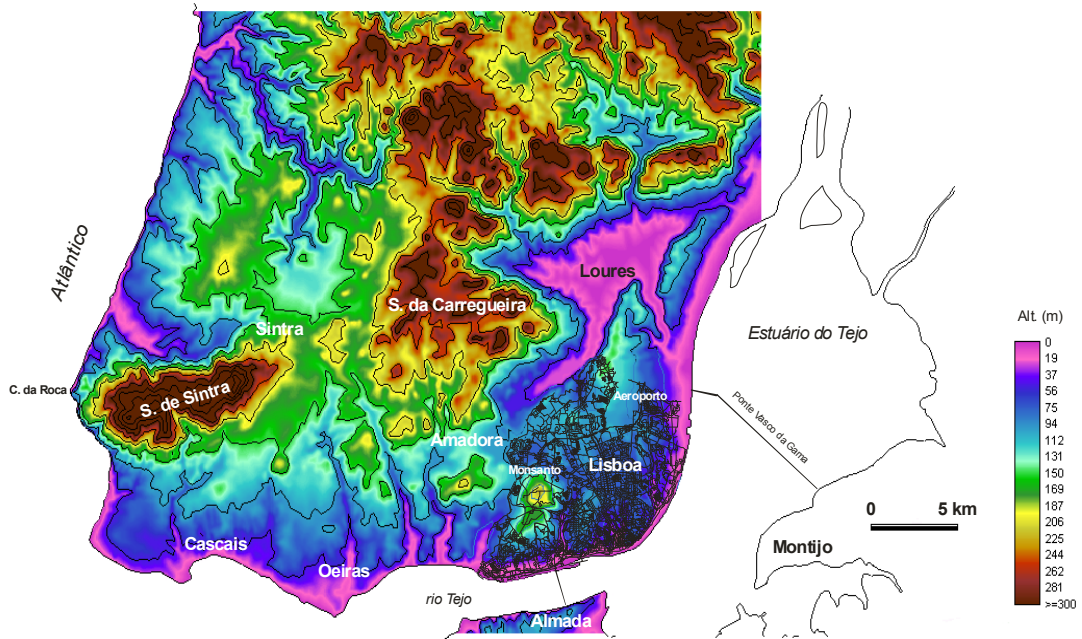 Atlântico
Loures
S. da Carregueira
Sintra
Estuário do Tejo
Alt. (m)
0
19
37
56
75
94
112
131
150
169
187
206
225
244
262
281
>=300
C. da Roca
S. de Sintra
Aeroporto
Ponte Vasco da Gama
Amadora
Monsanto
Lisboa
0 5 km
Cascais
Montijo
Oeiras
rio Tejo
Almada